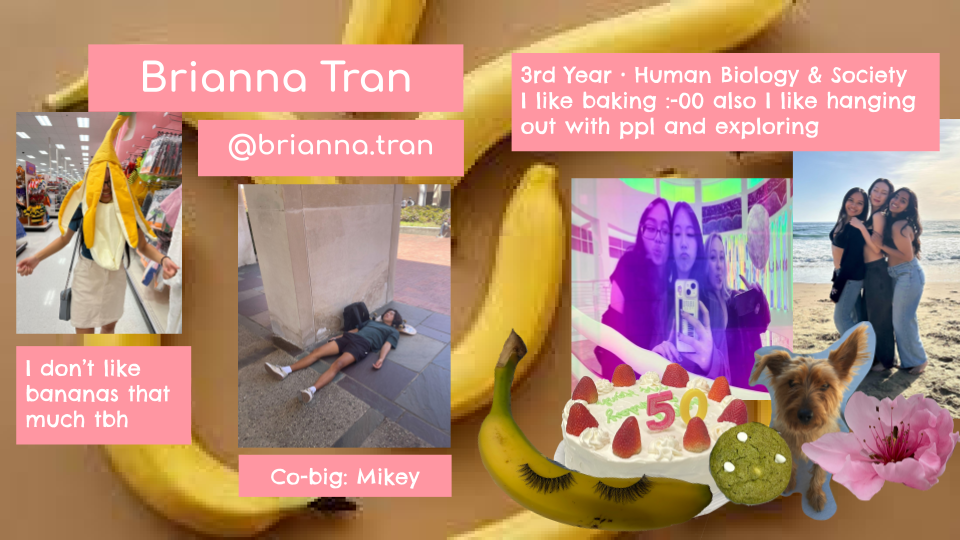 Brianna Tran
@brianna.tran
3rd Year · Human Biology & Society
I like baking :-00 also I like hanging
out with ppl and exploring
I don't like
bananas that
much tbh
Co-big: Mikey
50